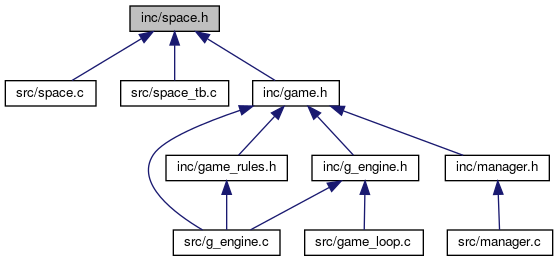 inc/space.h
src/space.c
src/space_tb.c
inc/game.h
inc/game_rules.h
inc/g_engine.h
inc/manager.h
src/g_engine.c
src/game_loop.c
src/manager.c